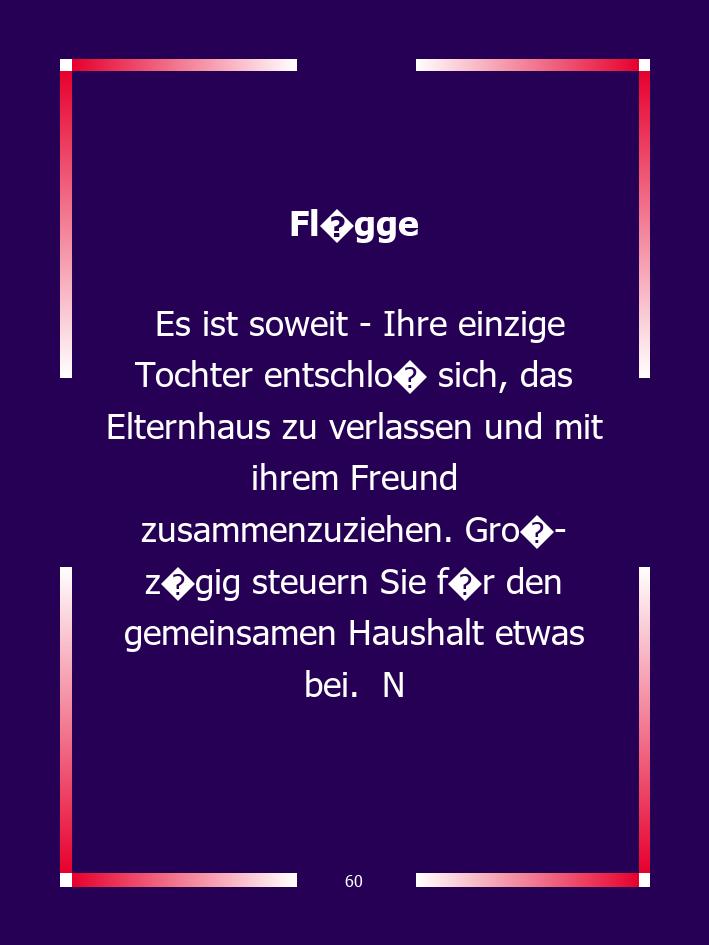 Fl�gge
Es ist soweit - Ihre einzige
Tochter entschlo� sich, das
Elternhaus zu verlassen und mit
ihrem Freund
zusammenzuziehen. Gro�-
z�gig steuern Sie f�r den
gemeinsamen Haushalt etwas
bei. N
60